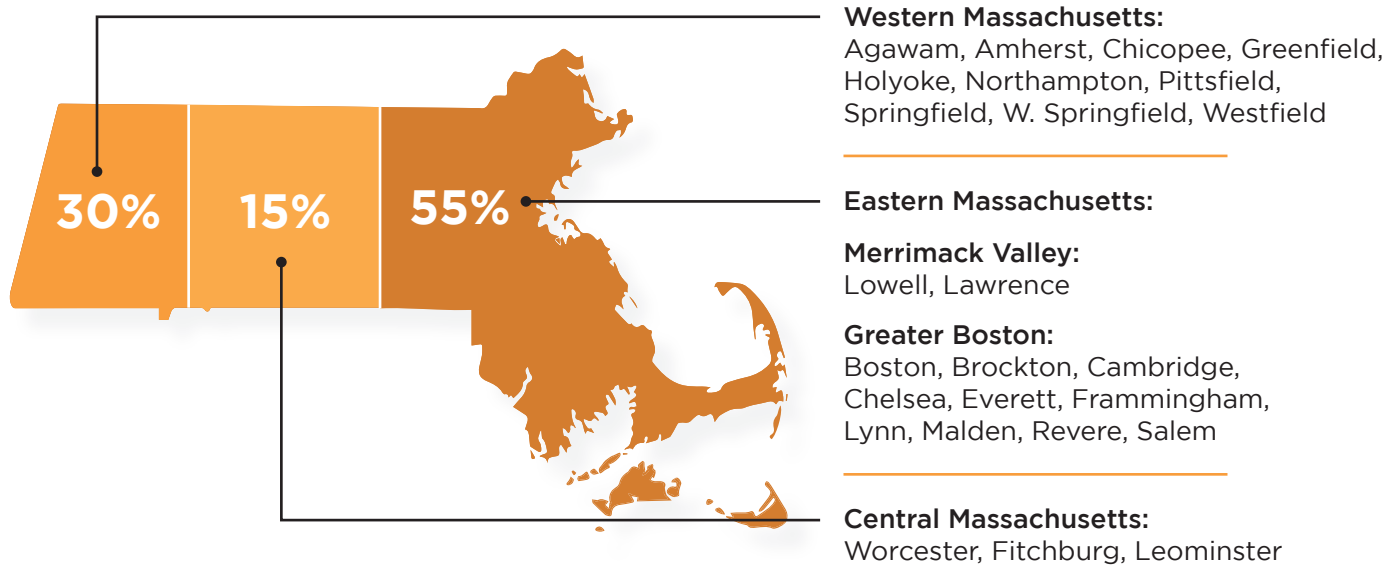 30%
15%
55%
Western Massachusetts:
Agawam, Amherst, Chicopee, Greenfield,
Holyoke, Northampton, Pittsfield,
Springfield, W. Springfield, Westfield
Eastern Massachusetts:
Merrimack Valley:
Lowell, Lawrence
Greater Boston:
Boston, Brockton, Cambridge,
Chelsea, Everett, Frammingham,
Lynn, Malden, Revere, Salem
Central Massachusetts:
Worcester, Fitchburg, Leominster